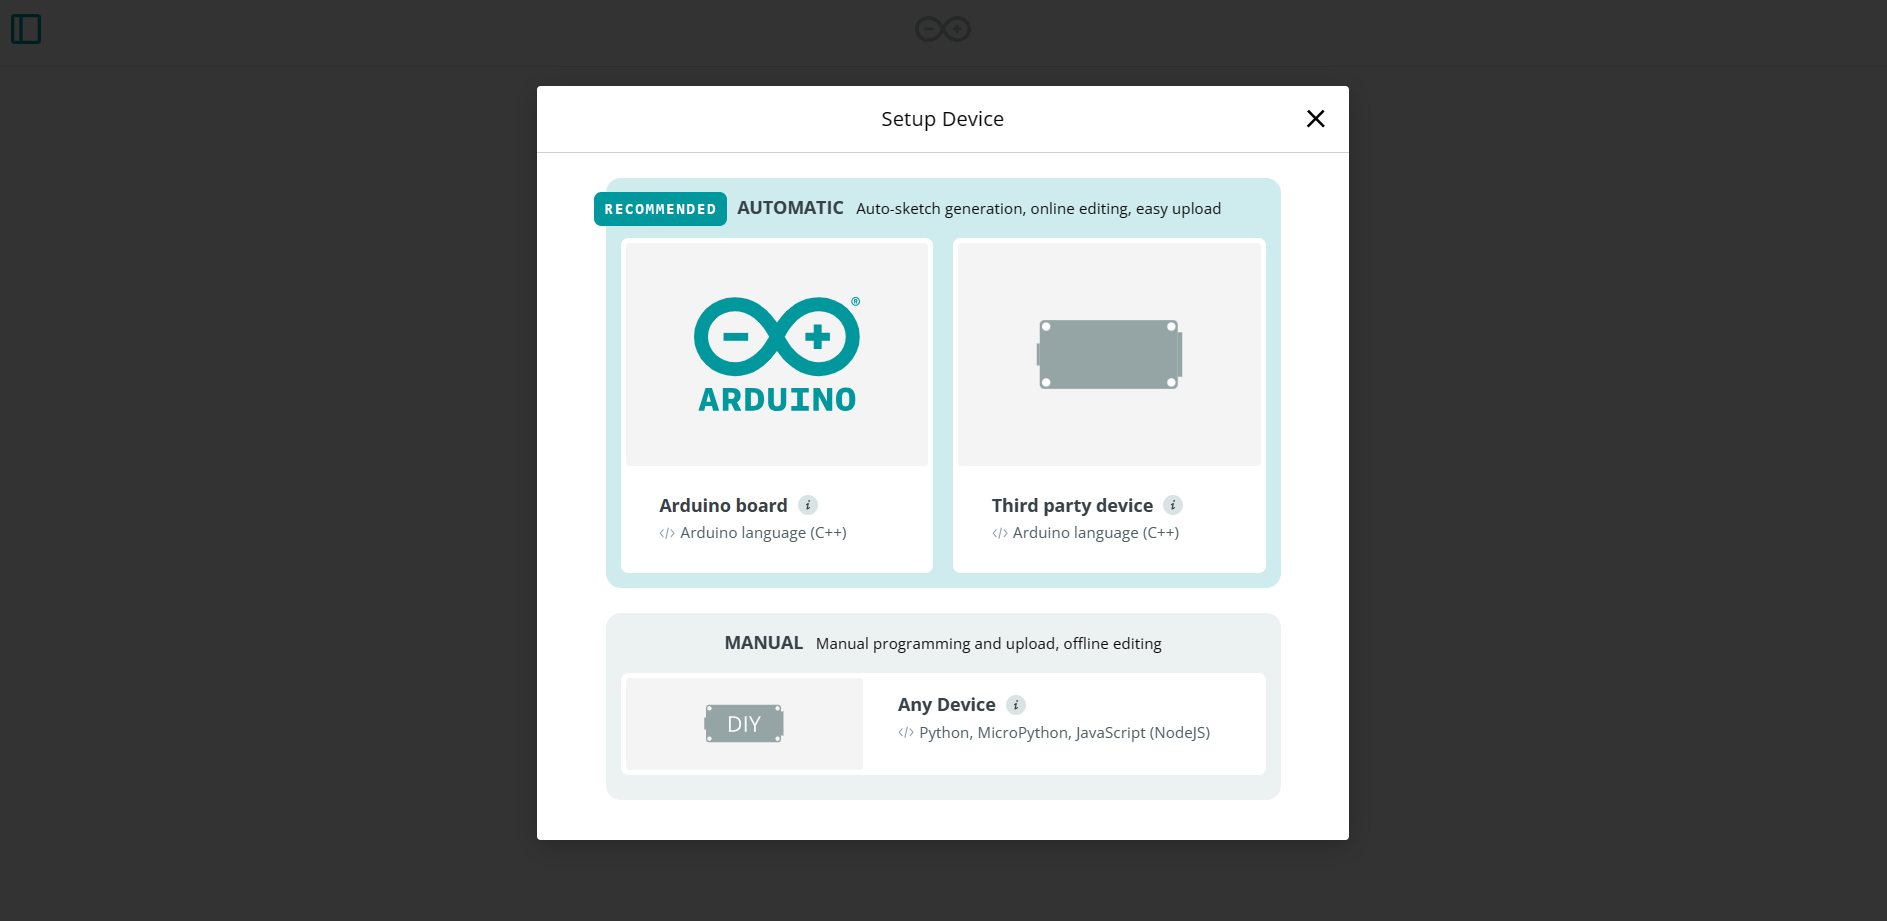 Setup Device
RECOMMENDED AUTOMATIC Auto-sketch generation, online editing, easy upload
®
ARDUINO
Arduino board i
</> Arduino language (C++)
Third party device i
</> Arduino language (C++)
MANUAL Manual programming and upload, offline editing
DIY
Any Device i
</> Python, MicroPython, JavaScript (NodeJS)